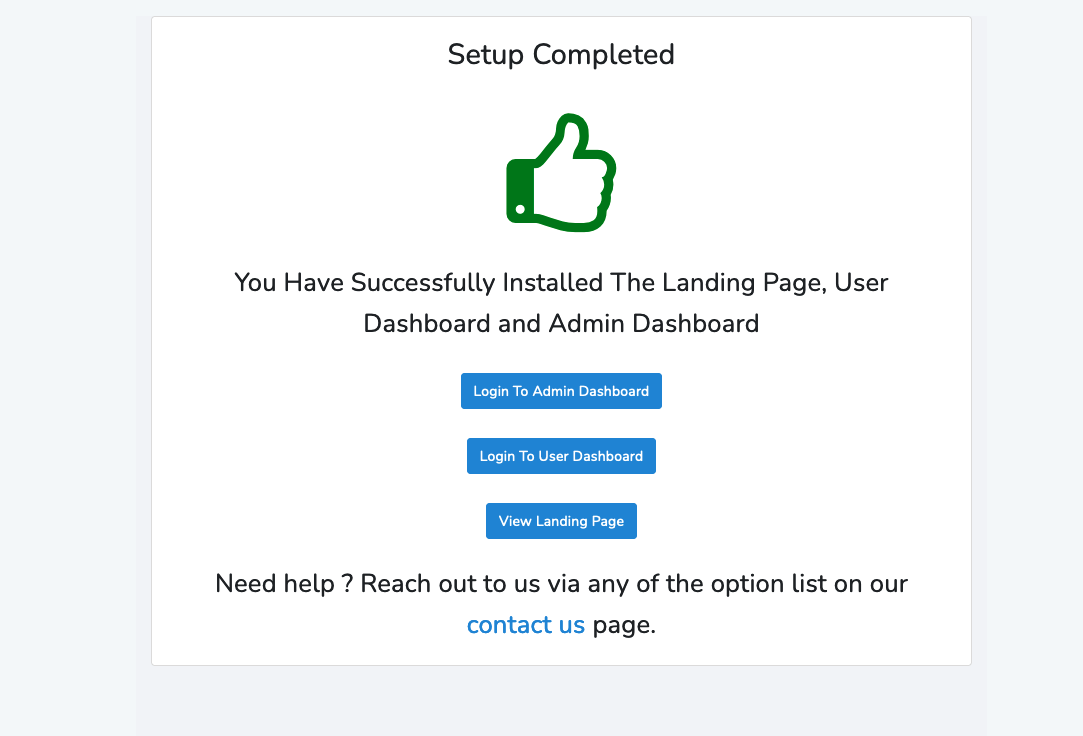 Setup Completed
You Have Successfully Installed The Landing Page, User
Dashboard and Admin Dashboard
Login To Admin Dashboard
Login To User Dashboard
View Landing Page
Need help ? Reach out to us via any of the option list on our
contact us page.